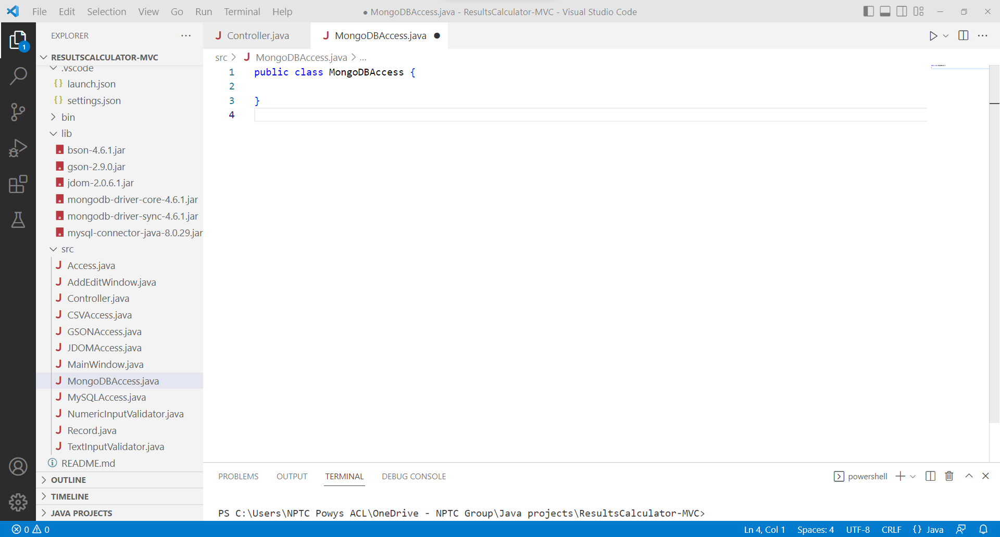 File Edit Selection View Go Run Terminal Help
● MongoDBAccess.java - ResultsCalculator-MVC - Visual Studio Code
EXPLORER
1
RESULTSCALCULATOR-MVC
.vscode
{} launch.json
{} settings.json
bin
lib
bson-4.6.1.jar
gson-2.9.0.jar
jdom-2.0.6.1.jar
mongodb-driver-core-4.6.1.jar
mongodb-driver-sync-4.6.1.jar
mysql-connector-java-8.0.29.jar
src
J Access.java
J AddEditWindow.java
J Controller.java
J CSVAccess.java
J GSONAccess.java
J JDOMAccess.java
J MainWindow.java
J MongoDBAccess.java
J MySQLAccess.java
J NumericInputValidator.java
J Record.java
J TextInputValidator.java
README.md
OUTLINE
TIMELINE
JAVA PROJECTS
J Controller.java
J MongoDBAccess.java ●
src > J MongoDBAccess.java > ...
1 public class MongoDBAccess {
2
3 }
4
PROBLEMS OUTPUT TERMINAL DEBUG CONSOLE
powershell
PS C:\Users\NPTC Powys ACL\OneDrive - NPTC Group\Java projects\ResultsCalculator-MVC>
0 0
Ln 4, Col 1 Spaces: 4 UTF-8 CRLF {} Java